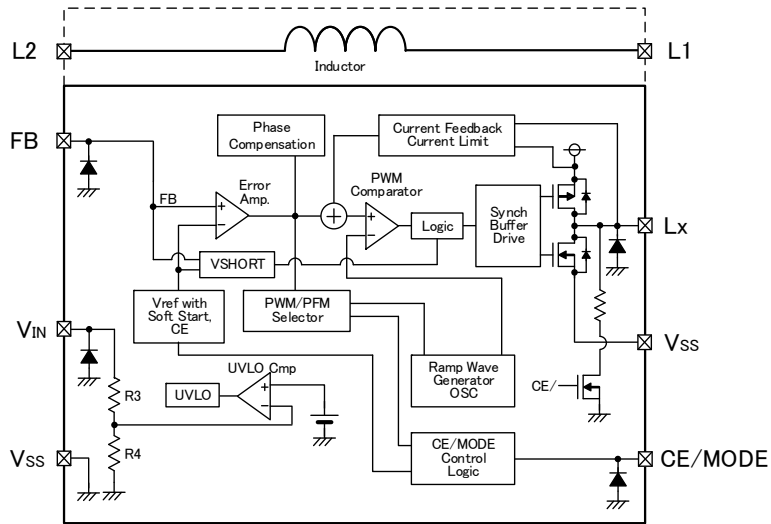 L2
Inductor
L1
FB
Phase
Compensation
Current Feedback
Current Limit
Error
Amp.
PWM
Comparator
FB
+
−
+
+
−
Logic
Synch
Buffer
Drive
Lx
VSHORT
Vref with
Soft Start,
CE
PWM/PFM
Selector
VIN
VSS
R3
UVLO
UVLO Cmp
+
−
Ramp Wave
Generator
OSC
CE/
R4
VSS
CE/MODE
Control
Logic
CE/MODE